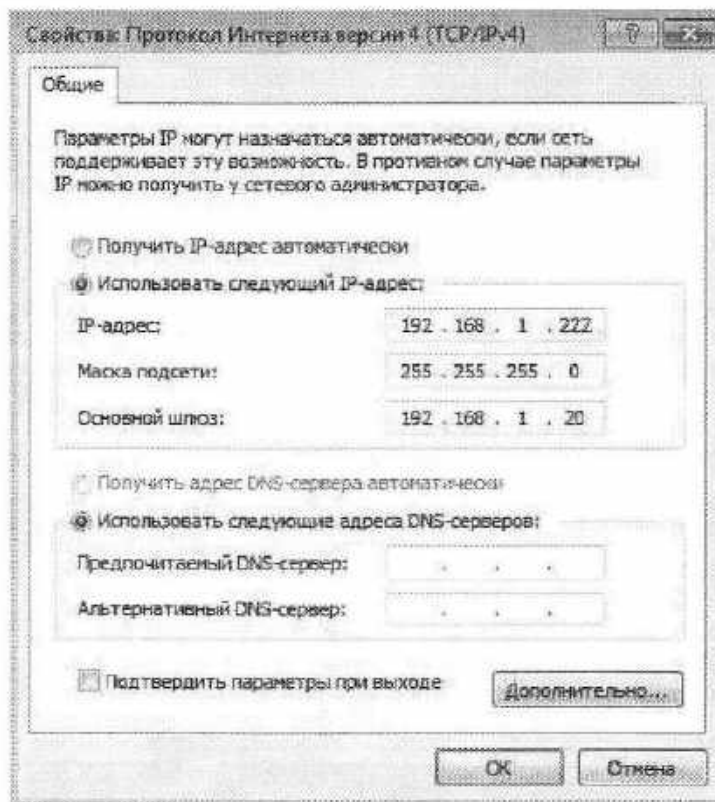 Свойства: Протокол Интернета версии 4 (TCP/IPv4)
Общие
Параметры IP могут назначаться автоматически, если сеть
поддерживает эту возможность. В противном случае параметры
IP можно получить у сетевого администратора.
Получить IP-адрес автоматически
Использовать следующий IP-адрес:
IP-адрес: 192 . 168 . 1 . 222
Маска подсети: 255 . 255 . 255 . 0
Основной шлюз: 192 . 168 . 1 . 20
Получить адрес DNS-сервера автоматически
Использовать следующие адреса DNS-серверов:
Предпочитаемый DNS-сервер: . . .
Альтернативный DNS-сервер: . . .
Подтвердить параметры при выходе
Дополнительно...
ОК Отмена